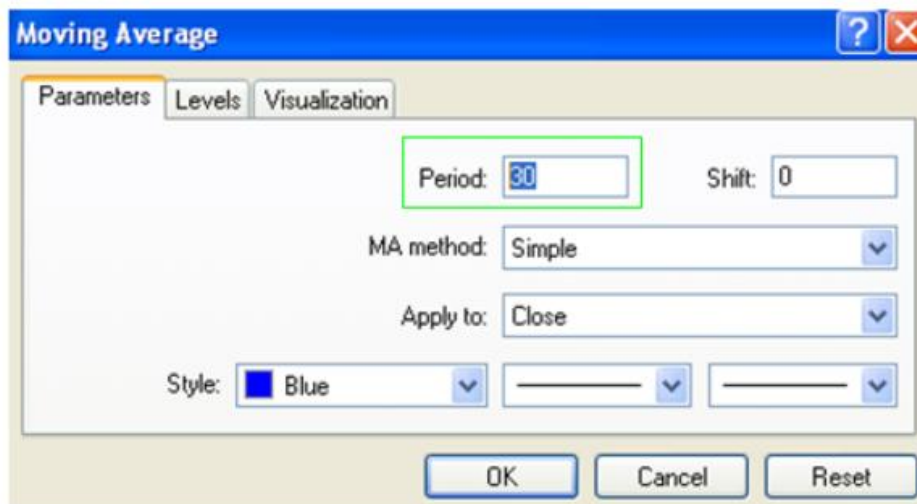 Moving Average
Parameters Levels Visualization
Period: 30 Shift: 0
MA method: Simple
Apply to: Close
Style: Blue
OK Cancel Reset